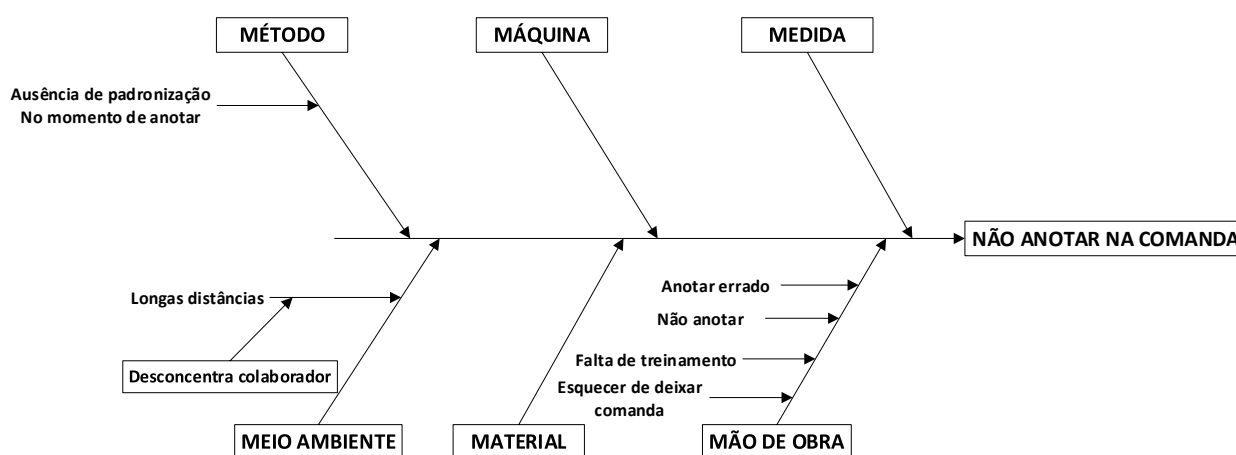 MÉTODO
MÁQUINA
MEDIDA
Ausência de padronização
No momento de anotar
NÃO ANOTAR NA COMANDA
Anotar errado
Longas distâncias
Não anotar
Falta de treinamento
Desconcentra colaborador
Esquecer de deixar
comanda
MEIO AMBIENTE
MATERIAL
MÃO DE OBRA